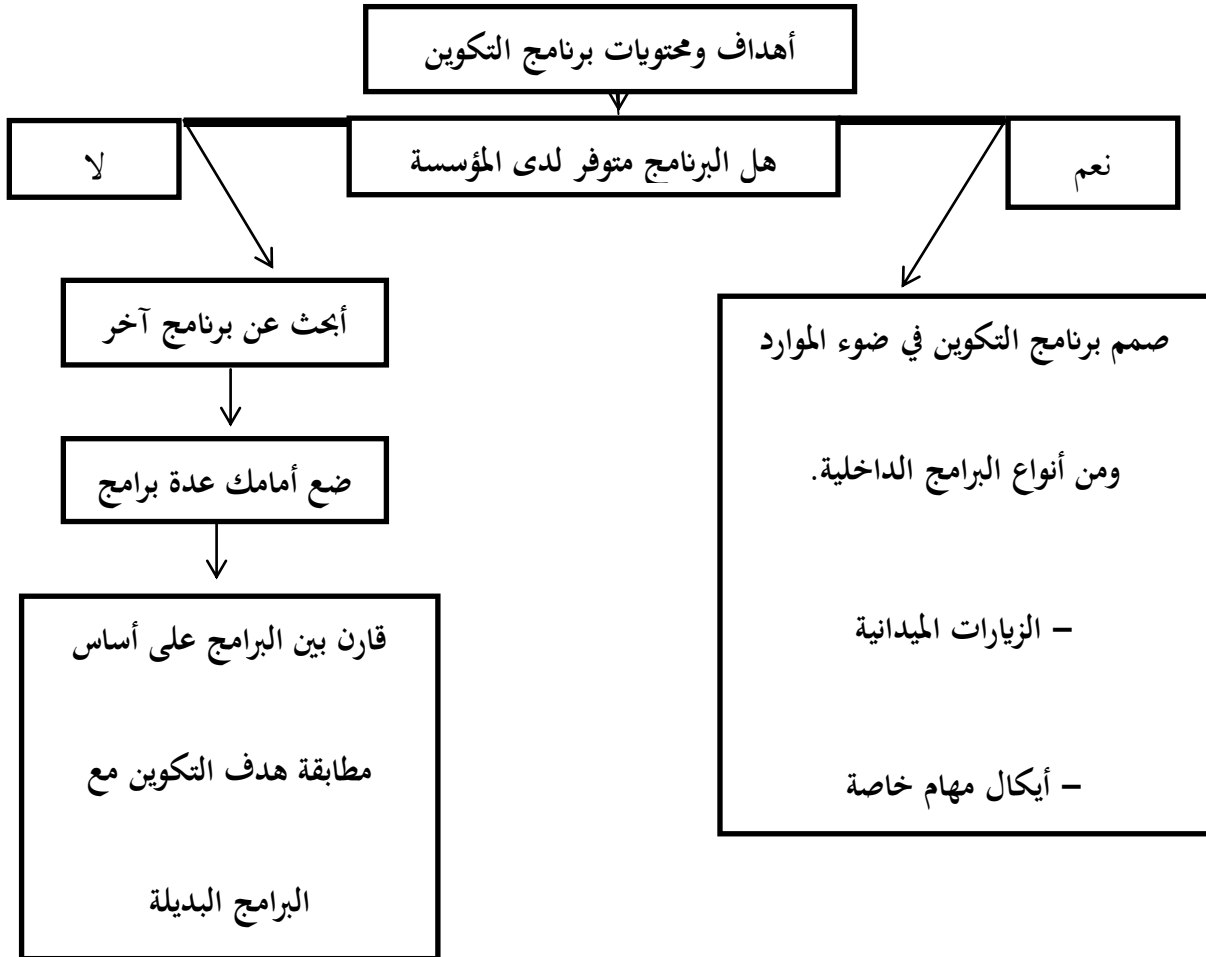 أهداف ومحتويات برنامج التكوين
نعم
هل البرنامج متوفر لدى المؤسسة
لا
صمم برنامج التكوين في ضوء الموارد
ومن أنواع البرامج الداخلية.
– الزيارات الميدانية
– أيكال مهام خاصة
أبحث عن برنامج آخر
ضع أمامك عدة برامج
قارن بين البرامج على أساس
مطابقة هدف التكوين مع
البرامج البديلة